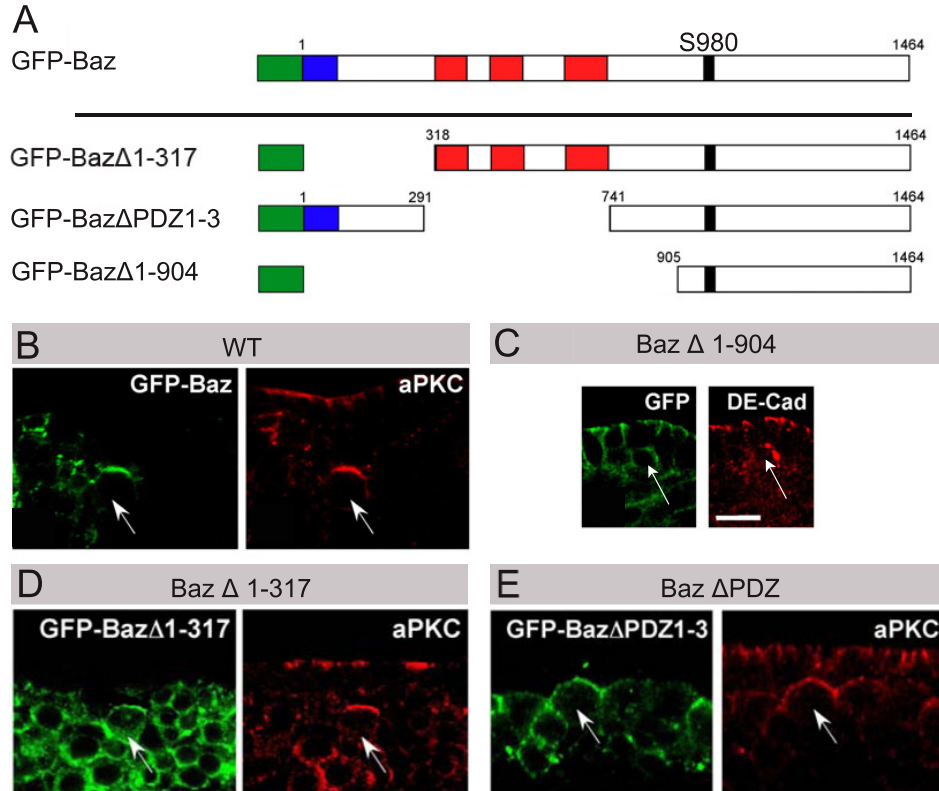 A
1
S980
1464
GFP-Baz
318
1464
GFP-BazΔ1-317
1
291
741
1464
GFP-BazΔPDZ1-3
905
1464
GFP-BazΔ1-904
B
WT
GFP-Baz
aPKC
C
Baz Δ 1-904
GFP
DE-Cad
D
Baz Δ 1-317
GFP-BazΔ1-317
aPKC
E
Baz ΔPDZ
GFP-BazΔPDZ1-3
aPKC